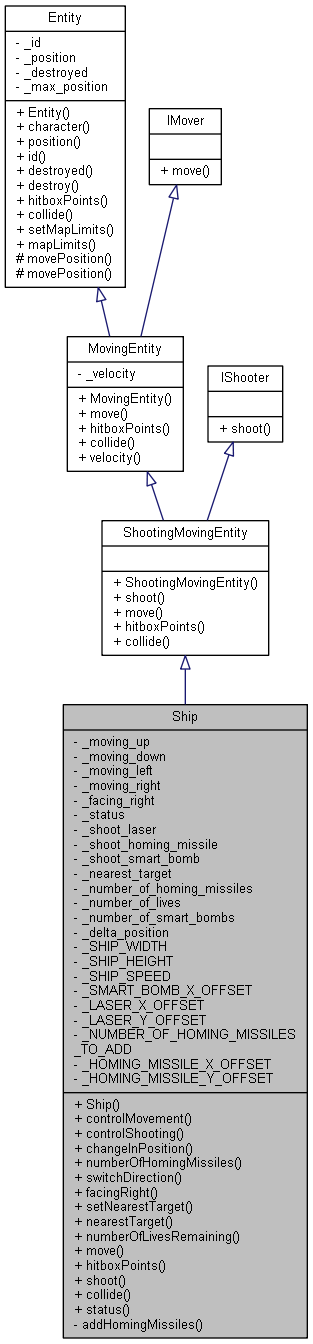 Entity
- _id
- _position
- _destroyed
- _max_position
+ Entity()
+ character()
+ position()
+ id()
+ destroyed()
+ destroy()
+ hitboxPoints()
+ collide()
+ setMapLimits()
+ mapLimits()
# movePosition()
# movePosition()
IMover
+ move()
MovingEntity
- _velocity
+ MovingEntity()
+ move()
+ hitboxPoints()
+ collide()
+ velocity()
IShooter
+ shoot()
ShootingMovingEntity
+ ShootingMovingEntity()
+ shoot()
+ move()
+ hitboxPoints()
+ collide()
Ship
- _moving_up
- _moving_down
- _moving_left
- _moving_right
- _facing_right
- _status
- _shoot_laser
- _shoot_homing_missile
- _shoot_smart_bomb
- _nearest_target
- _number_of_homing_missiles
- _number_of_lives
- _number_of_smart_bombs
- _delta_position
- _SHIP_WIDTH
- _SHIP_HEIGHT
- _SHIP_SPEED
- _SMART_BOMB_X_OFFSET
- _LASER_X_OFFSET
- _LASER_Y_OFFSET
- _NUMBER_OF_HOMING_MISSILES
_TO_ADD
- _HOMING_MISSILE_X_OFFSET
- _HOMING_MISSILE_Y_OFFSET
+ Ship()
+ controlMovement()
+ controlShooting()
+ changeInPosition()
+ numberOfHomingMissiles()
+ switchDirection()
+ facingRight()
+ setNearestTarget()
+ nearestTarget()
+ numberOfLivesRemaining()
+ move()
+ hitboxPoints()
+ shoot()
+ collide()
+ status()
- addHomingMissiles()